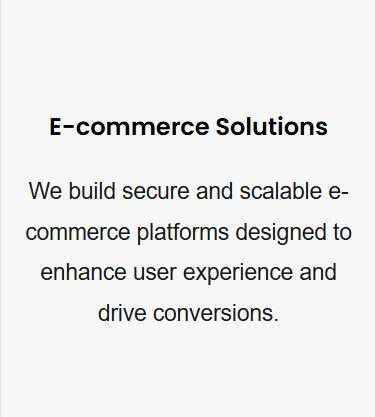 E-commerce Solutions
We build secure and scalable e-
commerce platforms designed to
enhance user experience and
drive conversions.